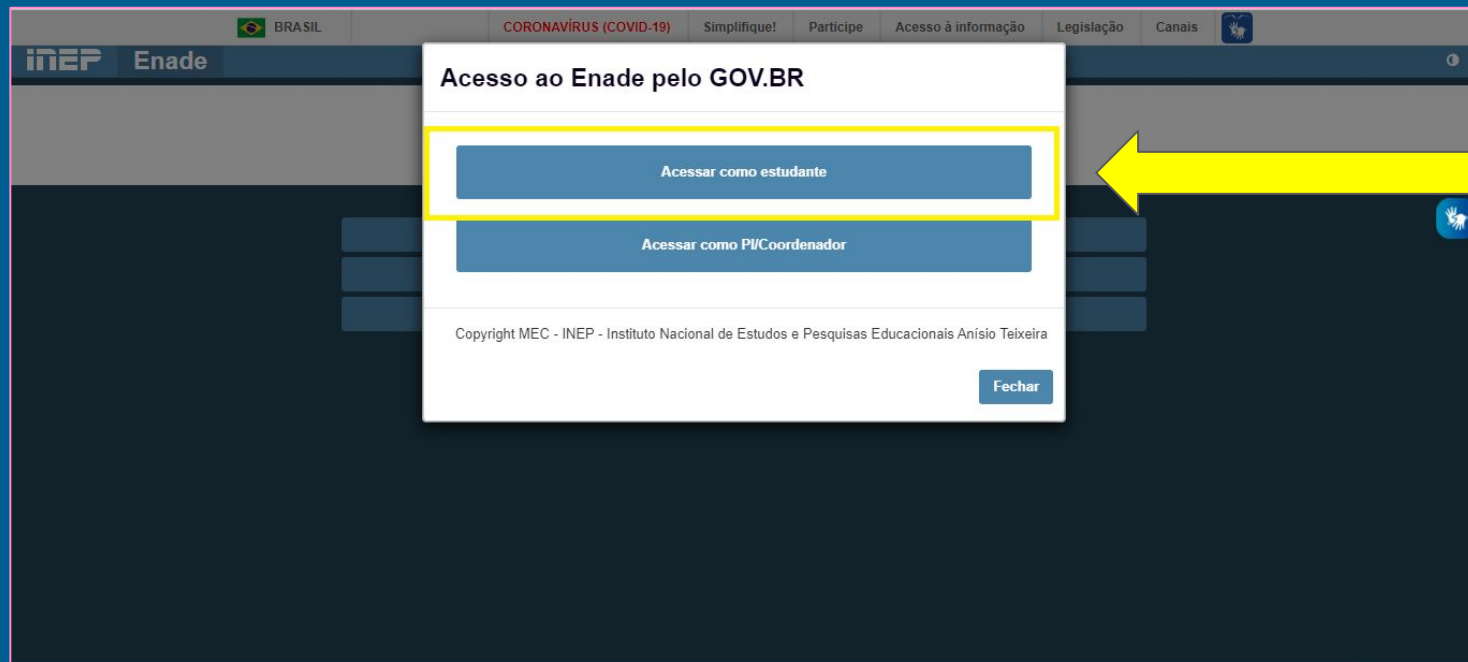 BRASIL CORONAVÍRUS (COVID-19) Simplifique! Participe Acesso à informação Legislação Canais
inep Enade
Acesso ao Enade pelo GOV.BR
Acessar como estudante
Acessar como PI/Coordenador
Copyright MEC - INEP - Instituto Nacional de Estudos e Pesquisas Educacionais Anísio Teixeira
Fechar